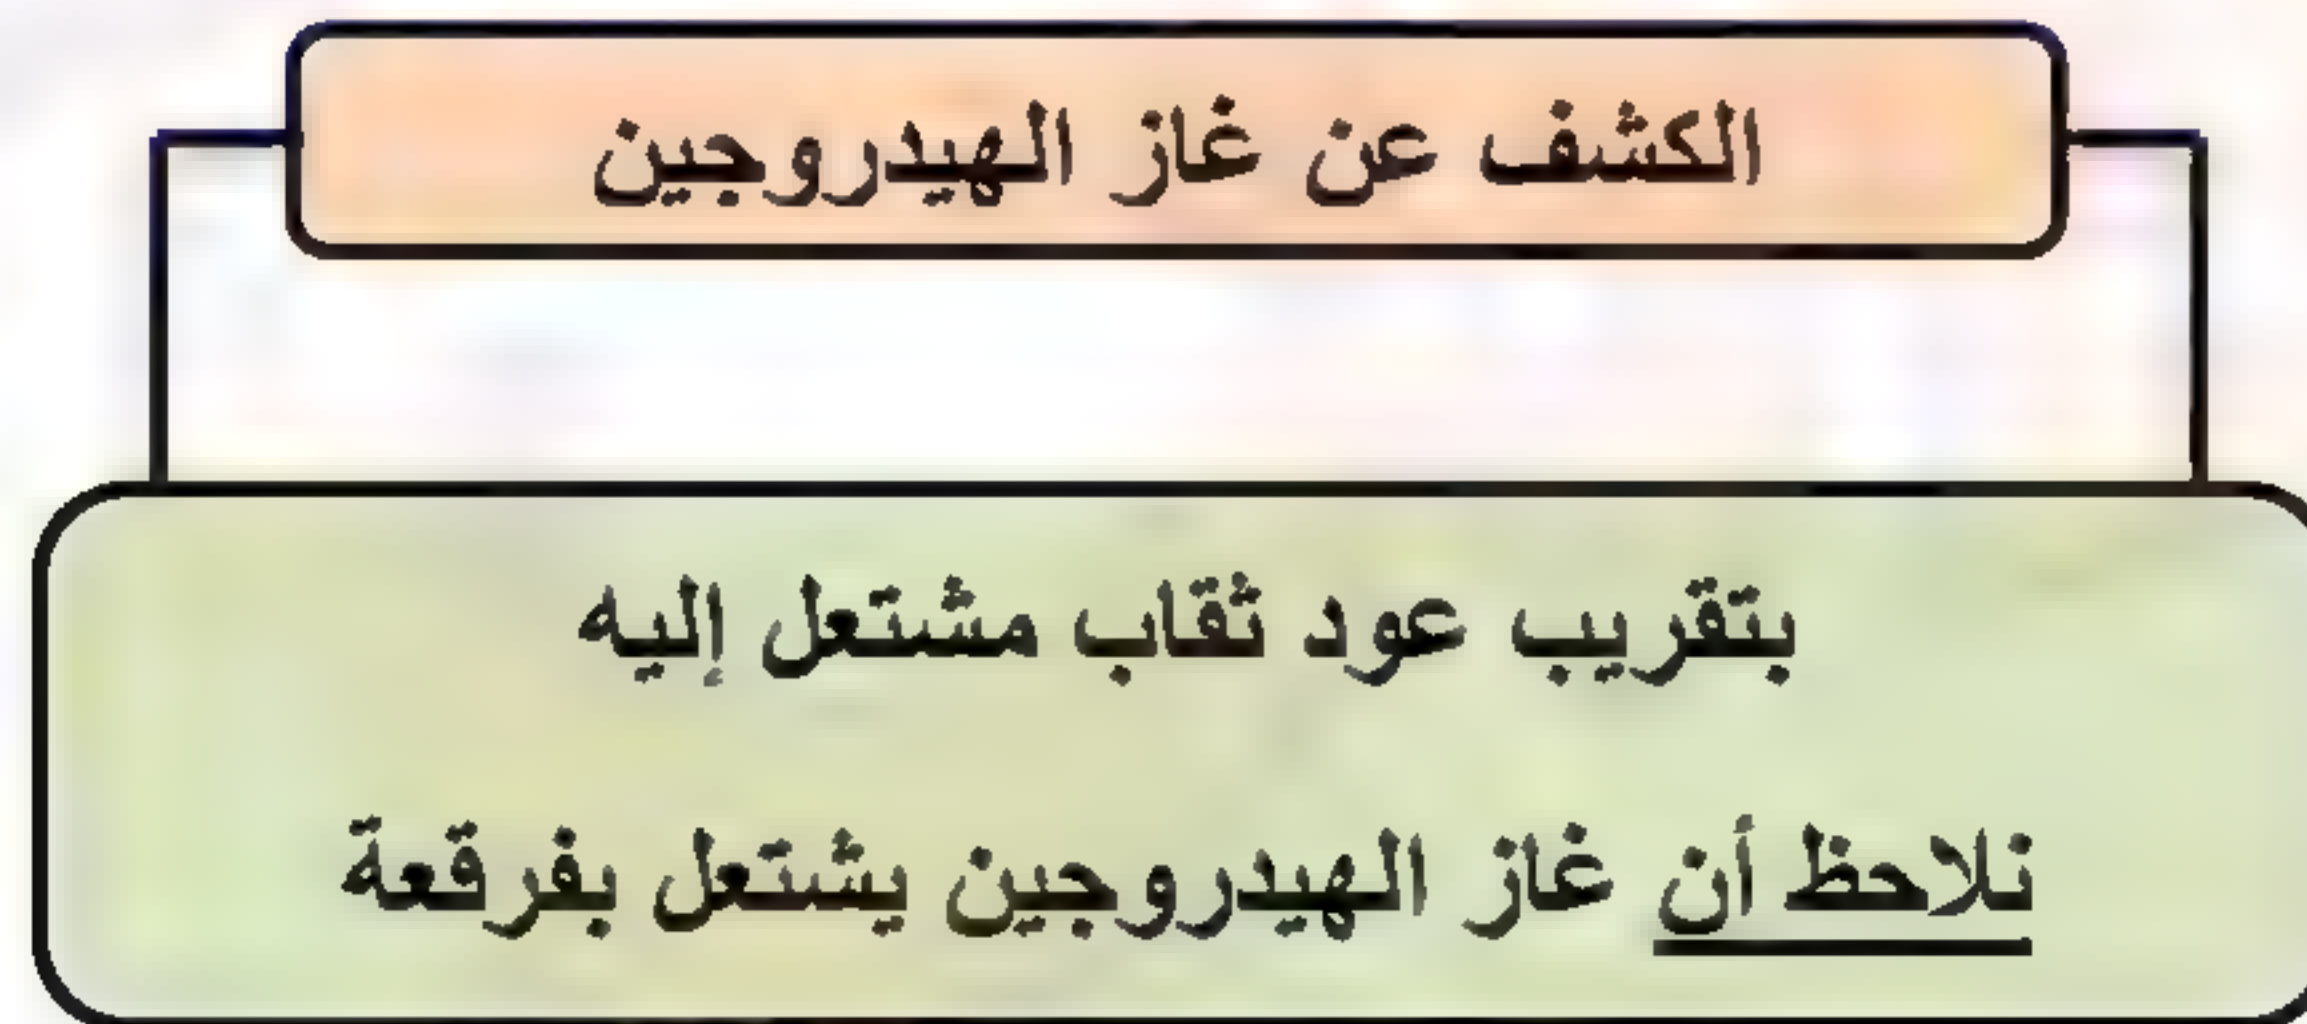 الكشف عن غاز الهيدروجين
بتقريب عود ثقاب مشتعل إليه
نلاحظ أن غاز الهيدروجين يشتعل بفرقعة